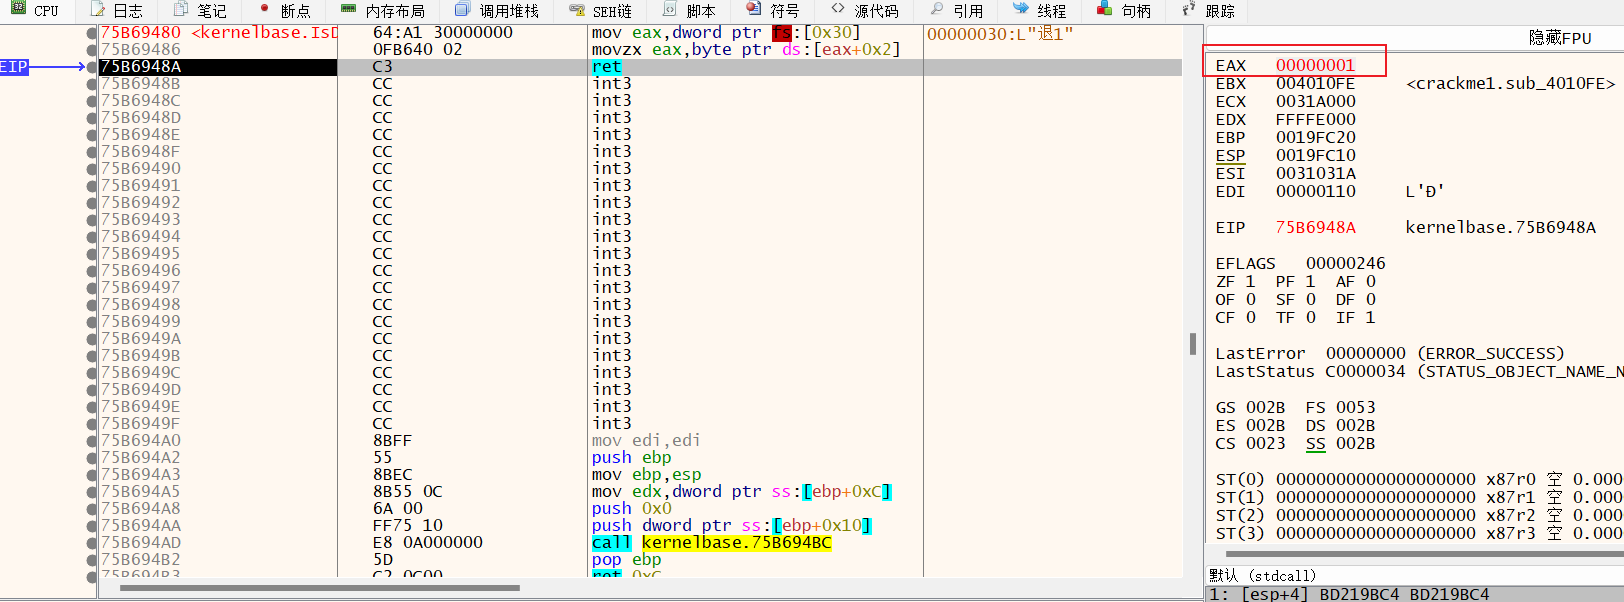 CPU 日志 笔记 断点 内存布局 调用堆栈 SEH链 脚本 符号 源代码 引用 线程 句柄 跟踪
75B69480 <kernelbase.IsD 64:A1 30000000 mov eax,dword ptr fs:[0x30] 00000030:L"退1"
75B69486 0FB640 02 movzx eax,byte ptr ds:[eax+0x2]
EIP 75B6948A C3 ret
75B6948B CC int3
75B6948C CC int3
75B6948D CC int3
75B6948E CC int3
75B6948F CC int3
75B69490 CC int3
75B69491 CC int3
75B69492 CC int3
75B69493 CC int3
75B69494 CC int3
75B69495 CC int3
75B69496 CC int3
75B69497 CC int3
75B69498 CC int3
75B69499 CC int3
75B6949A CC int3
75B6949B CC int3
75B6949C CC int3
75B6949D CC int3
75B6949E CC int3
75B6949F CC int3
75B694A0 8BFF mov edi,edi
75B694A2 55 push ebp
75B694A3 8BEC mov ebp,esp
75B694A5 8B55 0C mov edx,dword ptr ss:[ebp+0xC]
75B694A8 6A 00 push 0x0
75B694AA FF75 10 push dword ptr ss:[ebp+0x10]
75B694AD E8 0A000000 call kernelbase.75B694BC
75B694B2 5D pop ebp
75B694B3 C2 0C00 ret 0xC
隐藏FPU
EAX 00000001
EBX 004010FE <crackme1.sub_4010FE>
ECX 0031A000
EDX FFFFE000
EBP 0019FC20
ESP 0019FC10
ESI 0031031A
EDI 00000110 L'Đ'
EIP 75B6948A kernelbase.75B6948A
EFLAGS 00000246
ZF 1 PF 1 AF 0
OF 0 SF 0 DF 0
CF 0 TF 0 IF 1
LastError 00000000 (ERROR_SUCCESS)
LastStatus C0000034 (STATUS_OBJECT_NAME_N
GS 002B FS 0053
ES 002B DS 002B
CS 0023 SS 002B
ST(0) 00000000000000000000 x87r0 空 0.000
ST(1) 00000000000000000000 x87r1 空 0.000
ST(2) 00000000000000000000 x87r2 空 0.000
ST(3) 00000000000000000000 x87r3 空 0.000
默认 (stdcall)
1: [esp+4] BD219BC4 BD219BC4